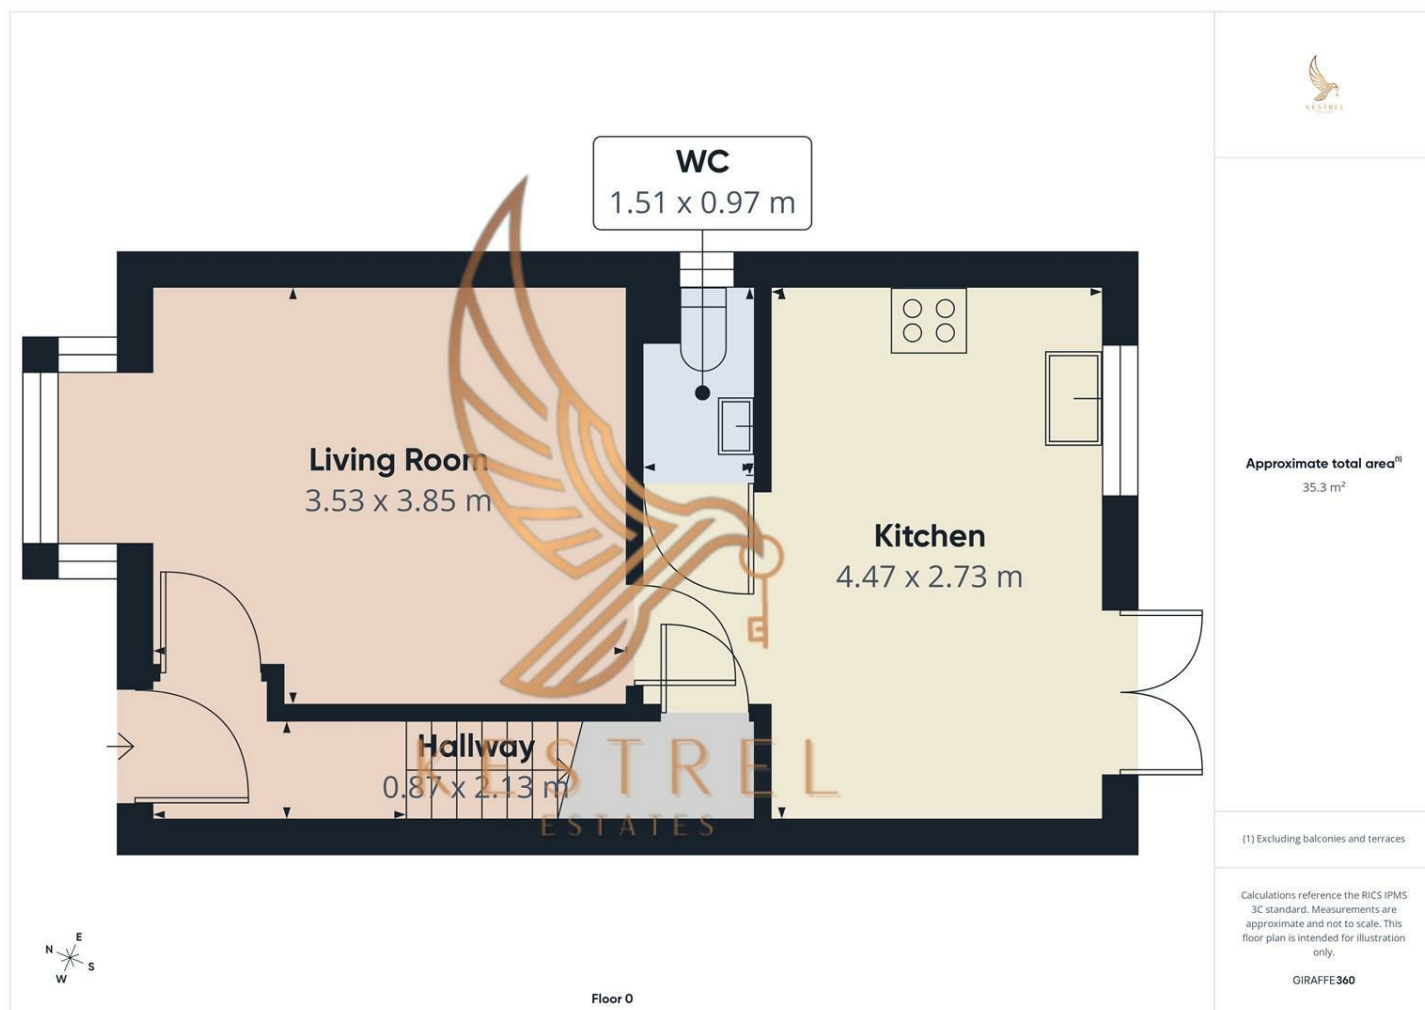 KESTREL
WC
1.51 x 0.97 m
Living Room
3.53 x 3.85 m
Kitchen
4.47 x 2.73 m
Hallway
0.87 x 2.13 m
KESTREL
ESTATES
Approximate total area(1)
35.3 m²
(1) Excluding balconies and terraces
Calculations reference the RICS IPMS
3C standard. Measurements are
approximate and not to scale. This
floor plan is intended for illustration
only.
GIRAFFE360
E
N
S
W
Floor 0